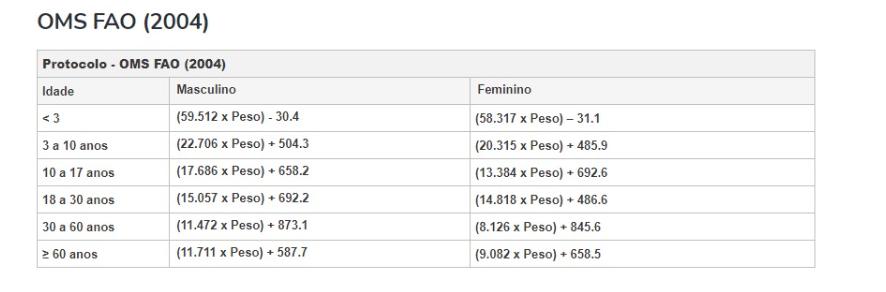 OMS FAO (2004)
Protocolo - OMS FAO (2004)
Idade Masculino Feminino
< 3 (59.512 x Peso) - 30.4 (58.317 x Peso) – 31.1
3 a 10 anos (22.706 x Peso) + 504.3 (20.315 x Peso) + 485.9
10 a 17 anos (17.686 x Peso) + 658.2 (13.384 x Peso) + 692.6
18 a 30 anos (15.057 x Peso) + 692.2 (14.818 x Peso) + 486.6
30 a 60 anos (11.472 x Peso) + 873.1 (8.126 x Peso) + 845.6
≥ 60 anos (11.711 x Peso) + 587.7 (9.082 x Peso) + 658.5